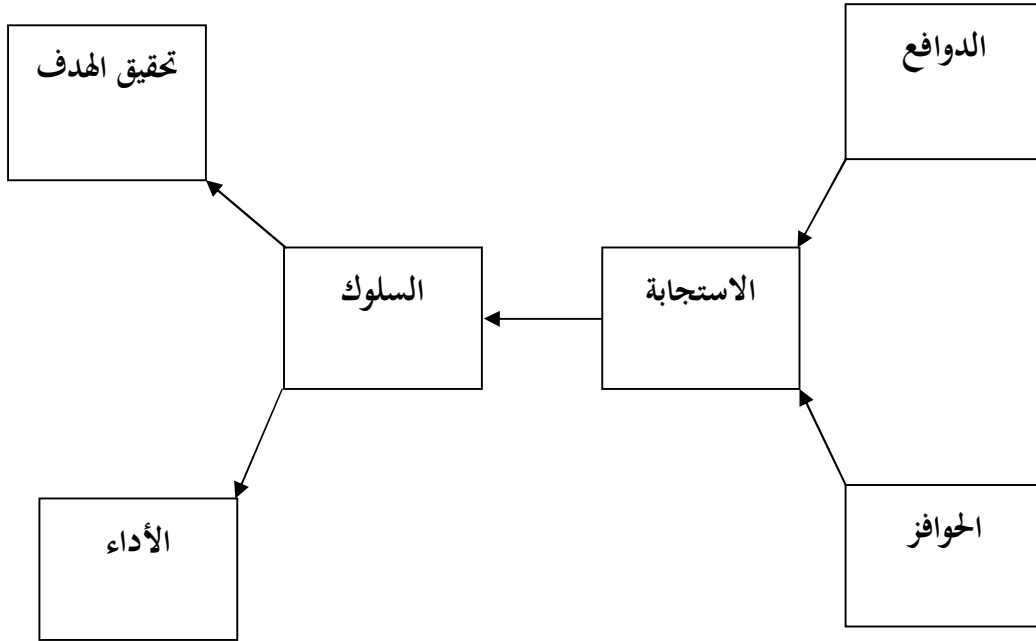 الدوافع
تحقيق الهدف
الاستجابة
السلوك
الحوافز
الأداء